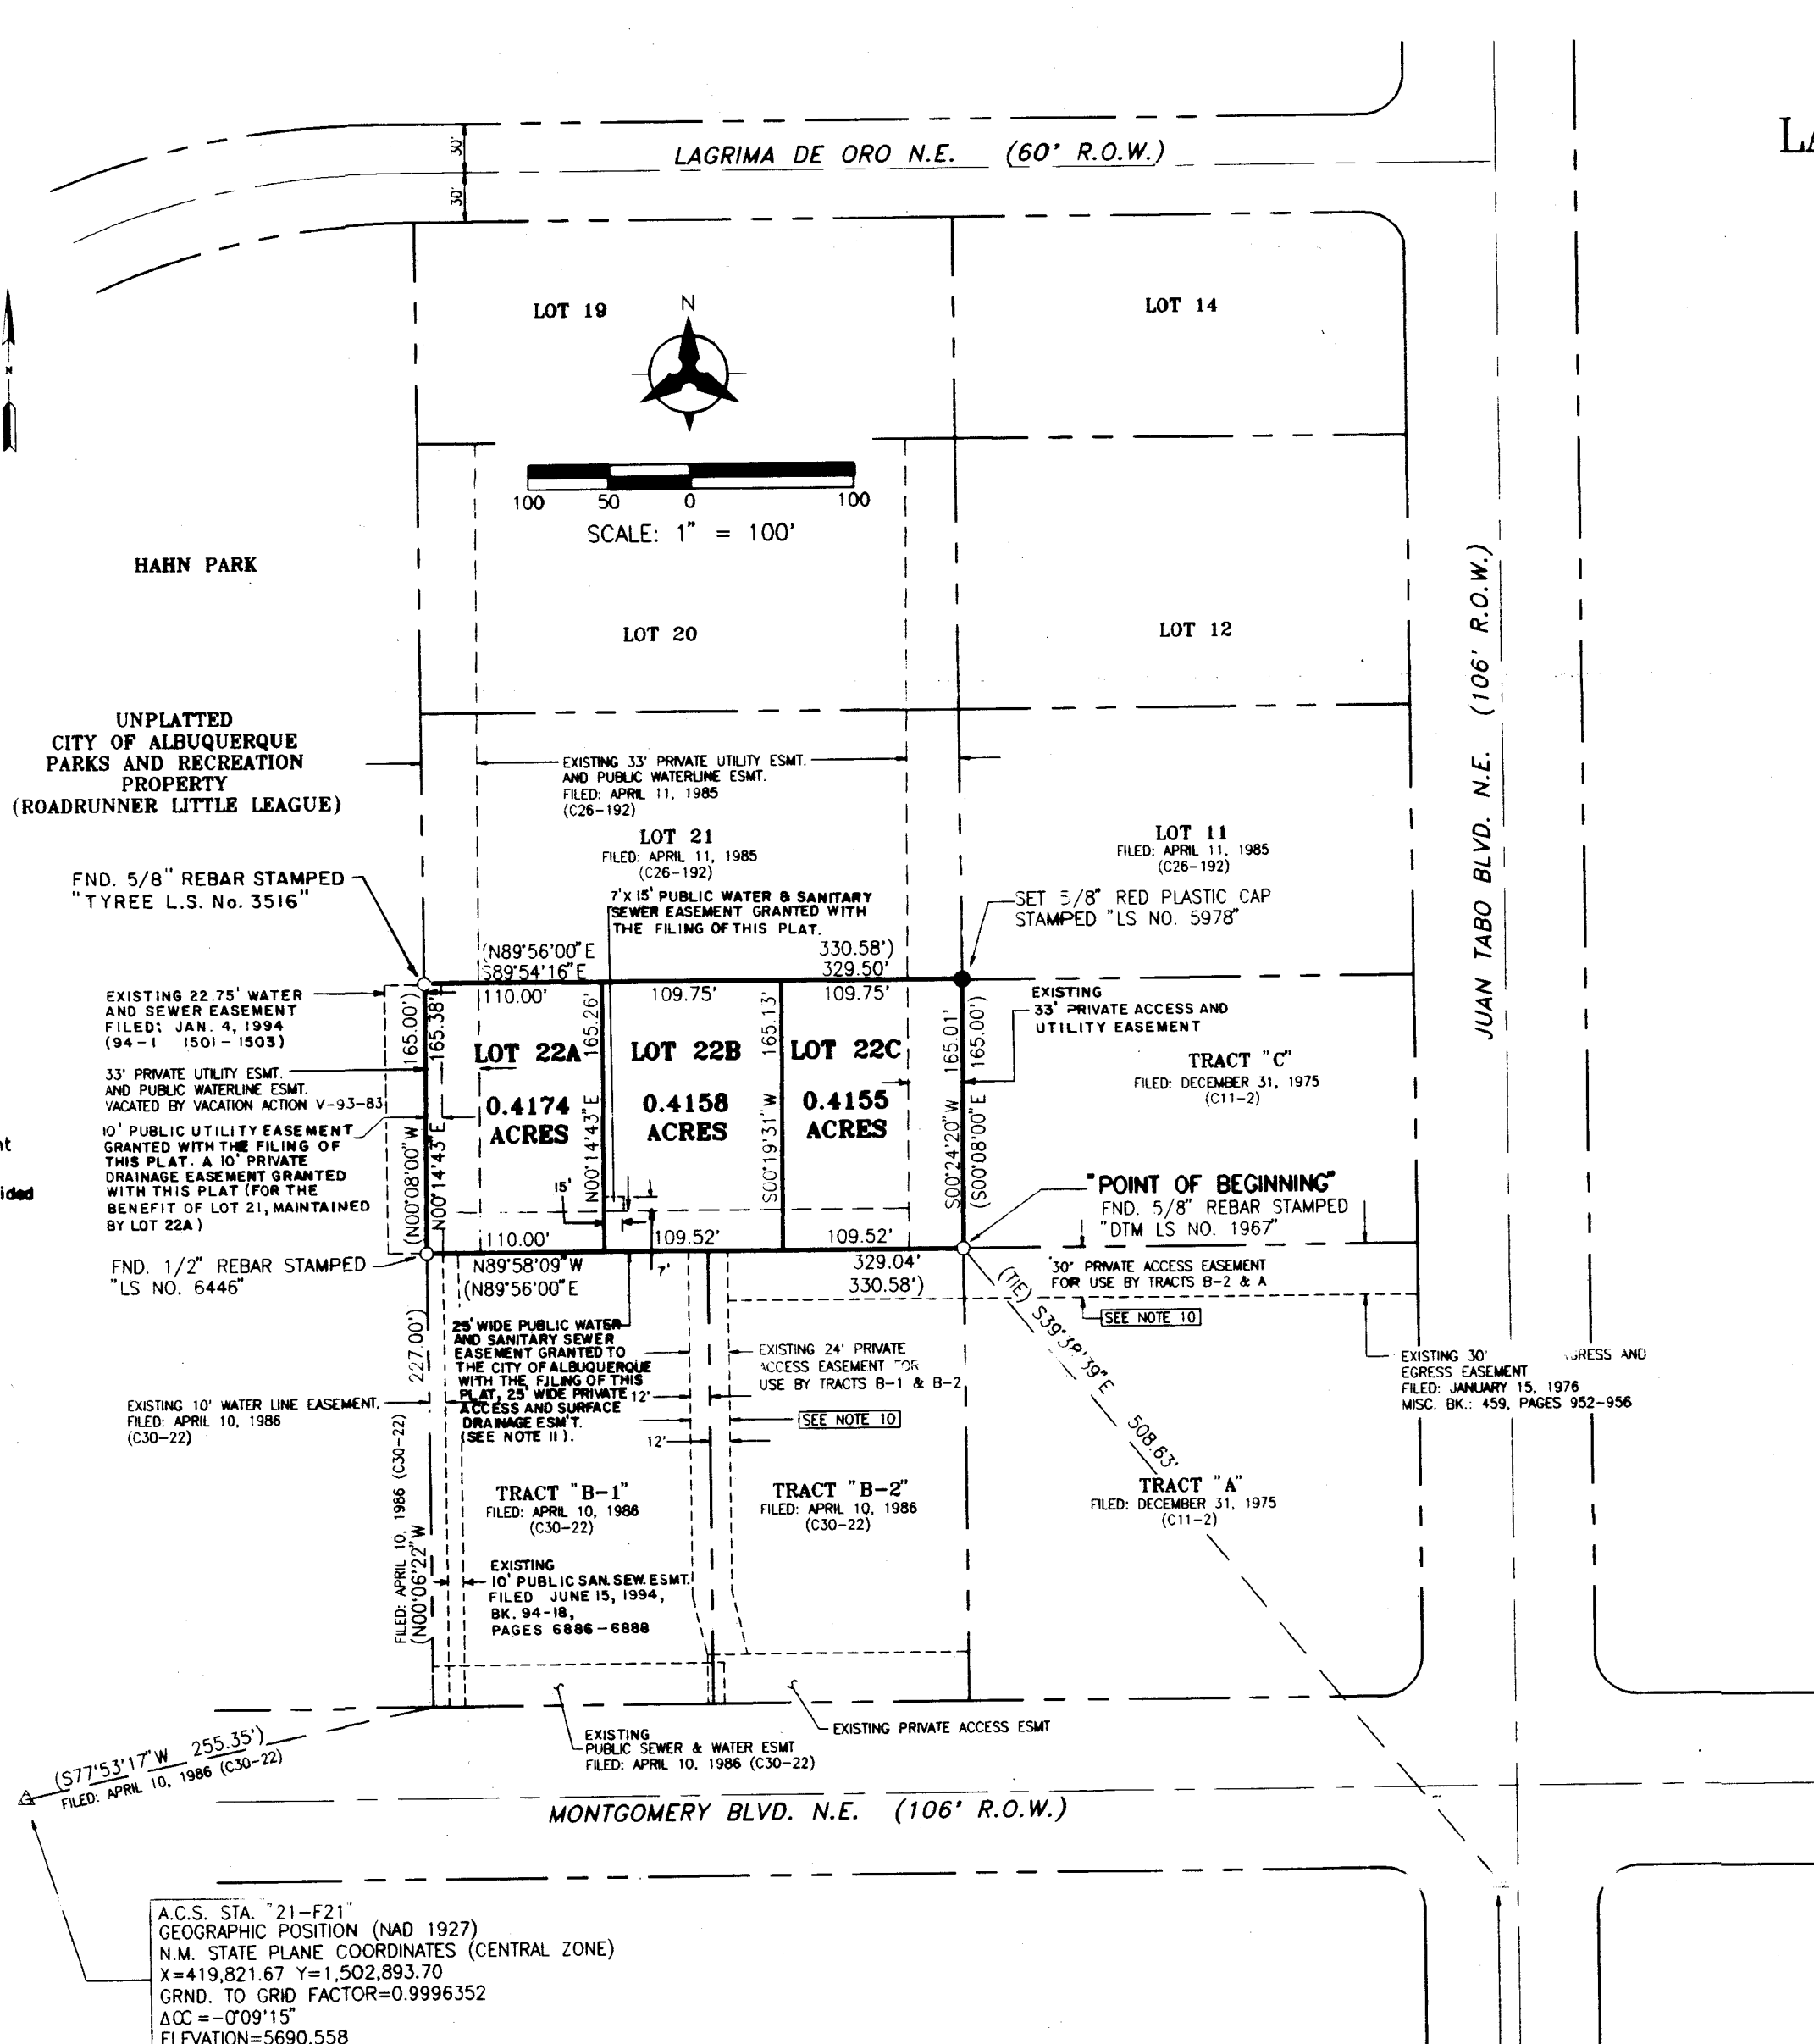 LA
30'
30'
LAGRIMA DE ORO N.E. (60' R.O.W.)
LOT 19
N
LOT 14
N
100 50 0 100
SCALE: 1" = 100'
HAHN PARK
LOT 20
LOT 12
JUAN TABO BLVD. N.E. (106' R.O.W.)
UNPLATTED
CITY OF ALBUQUERQUE
PARKS AND RECREATION
PROPERTY
(ROADRUNNER LITTLE LEAGUE)
EXISTING 33' PRIVATE UTILITY ESMT.
AND PUBLIC WATERLINE ESMT.
FILED: APRIL 11, 1985
(C26-192)
LOT 21
FILED: APRIL 11, 1985
(C26-192)
LOT 11
FILED: APRIL 11, 1985
(C26-192)
FND. 5/8" REBAR STAMPED
"TYREE L.S. No. 3516"
7'X 15' PUBLIC WATER & SANITARY
SEWER EASEMENT GRANTED WITH
THE FILING OF THIS PLAT.
SET 5/8" RED PLASTIC CAP
STAMPED "LS NO. 5978"
(N89°56'00"E 330.58')
S89°54'16"E 329.50'
110.00' 109.75' 109.75'
EXISTING 22.75' WATER
AND SEWER EASEMENT
FILED: JAN. 4, 1994
(94-1 1501-1503)
33' PRIVATE UTILITY ESMT.
AND PUBLIC WATERLINE ESMT.
VACATED BY VACATION ACTION V-93-83
10' PUBLIC UTILITY EASEMENT
GRANTED WITH THE FILING OF
THIS PLAT. A 10' PRIVATE
DRAINAGE EASEMENT GRANTED
WITH THIS PLAT (FOR THE
BENEFIT OF LOT 21, MAINTAINED
BY LOT 22A)
nt
ided
(N00°08'00"W 165.00')
N00°14'43"E 165.38'
LOT 22A
0.4174
ACRES
N00°14'43"E 165.26'
LOT 22B
0.4158
ACRES
S00°19'31"W 165.13'
LOT 22C
0.4155
ACRES
S00°24'20"W 165.01'
(S00°08'00"E 165.00')
EXISTING
33' PRIVATE ACCESS AND
UTILITY EASEMENT
TRACT "C"
FILED: DECEMBER 31, 1975
(C11-2)
15'
7'
110.00' 109.52' 109.52'
N89°58'09"W 329.04'
(N89°56'00"E 330.58')
"POINT OF BEGINNING"
FND. 5/8" REBAR STAMPED
"DTM LS NO. 1967"
FND. 1/2" REBAR STAMPED
"LS NO. 6446"
30' PRIVATE ACCESS EASEMENT
FOR USE BY TRACTS B-2 & A
SEE NOTE 10
(TIE) S39°38'39"E 508.63'
25' WIDE PUBLIC WATER
AND SANITARY SEWER
EASEMENT GRANTED TO
THE CITY OF ALBUQUERQUE
WITH THE FILING OF THIS
PLAT, 25' WIDE PRIVATE
ACCESS AND SURFACE
DRAINAGE ESM'T.
(SEE NOTE 11).
12'
12'
EXISTING 24' PRIVATE
ACCESS EASEMENT FOR
USE BY TRACTS B-1 & B-2
SEE NOTE 10
EXISTING 30' GRESS AND
EGRESS EASEMENT
FILED: JANUARY 15, 1976
MISC. BK.: 459, PAGES 952-956
EXISTING 10' WATER LINE EASEMENT.
FILED: APRIL 10, 1986
(C30-22)
227.00')
FILED: APRIL 10, 1986 (C30-22)
(N00°06'22"W
TRACT "B-1"
FILED: APRIL 10, 1986
(C30-22)
TRACT "B-2"
FILED: APRIL 10, 1986
(C30-22)
TRACT "A"
FILED: DECEMBER 31, 1975
(C11-2)
EXISTING
10' PUBLIC SAN. SEW. ESMT.
FILED JUNE 15, 1994,
BK. 94-18,
PAGES 6886-6888
EXISTING
PUBLIC SEWER & WATER ESMT
FILED: APRIL 10, 1986 (C30-22)
EXISTING PRIVATE ACCESS ESMT
(S77°53'17"W 255.35')
FILED: APRIL 10, 1986 (C30-22)
MONTGOMERY BLVD. N.E. (106' R.O.W.)
A.C.S. STA. "21-F21"
GEOGRAPHIC POSITION (NAD 1927)
N.M. STATE PLANE COORDINATES (CENTRAL ZONE)
X=419,821.67 Y=1,502,893.70
GRND. TO GRID FACTOR=0.9996352
Δ∝ =-0°09'15"
ELEVATION=5690.558